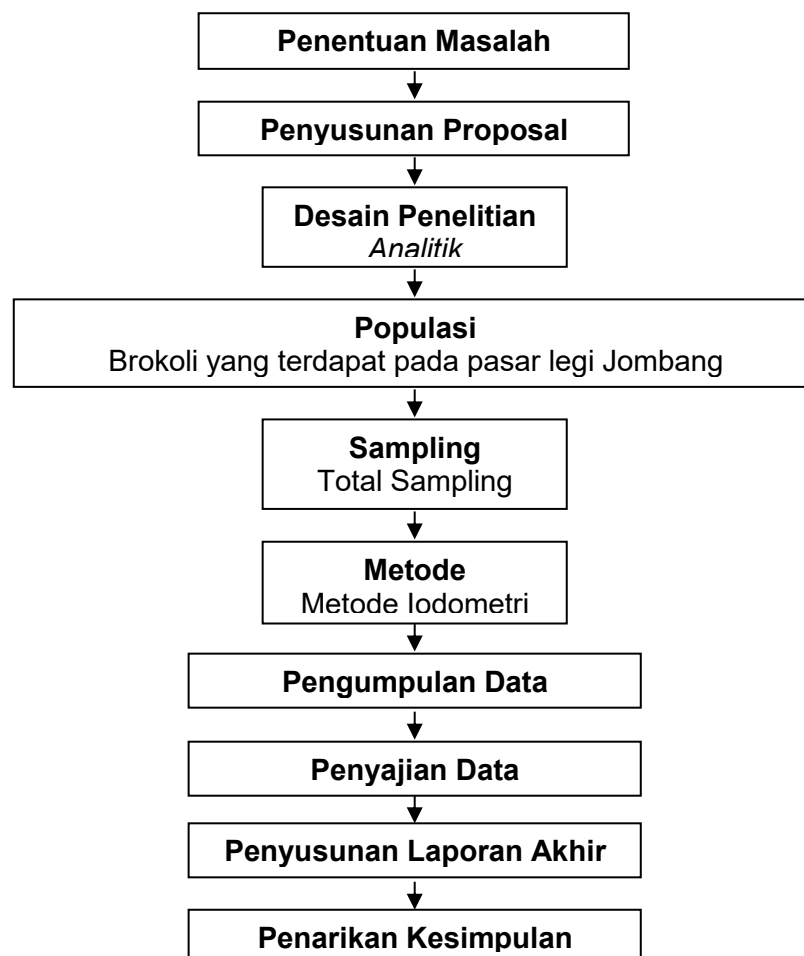 Penentuan Masalah
Penyusunan Proposal
Desain Penelitian
Analitik
Populasi
Brokoli yang terdapat pada pasar legi Jombang
Sampling
Total Sampling
Metode
Metode Iodometri
Pengumpulan Data
Penyajian Data
Penyusunan Laporan Akhir
Penarikan Kesimpulan